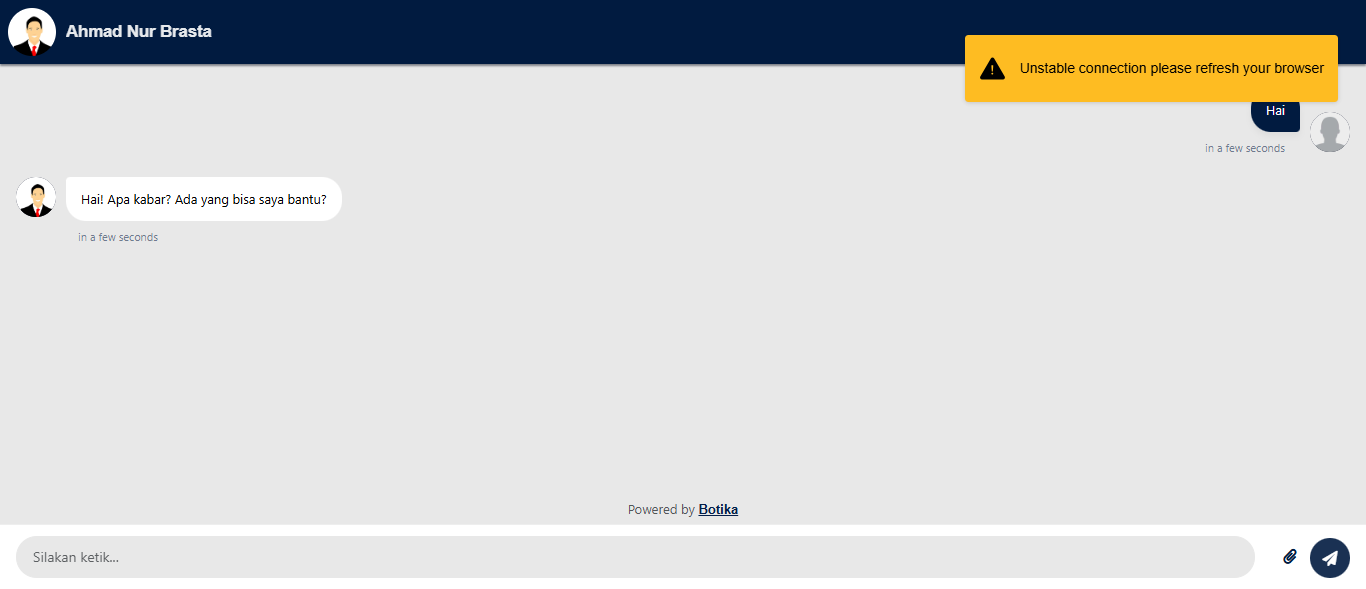 Ahmad Nur Brasta
Unstable connection please refresh your browser
Hai
in a few seconds
Hai! Apa kabar? Ada yang bisa saya bantu?
in a few seconds
Powered by Botika
Silakan ketik...